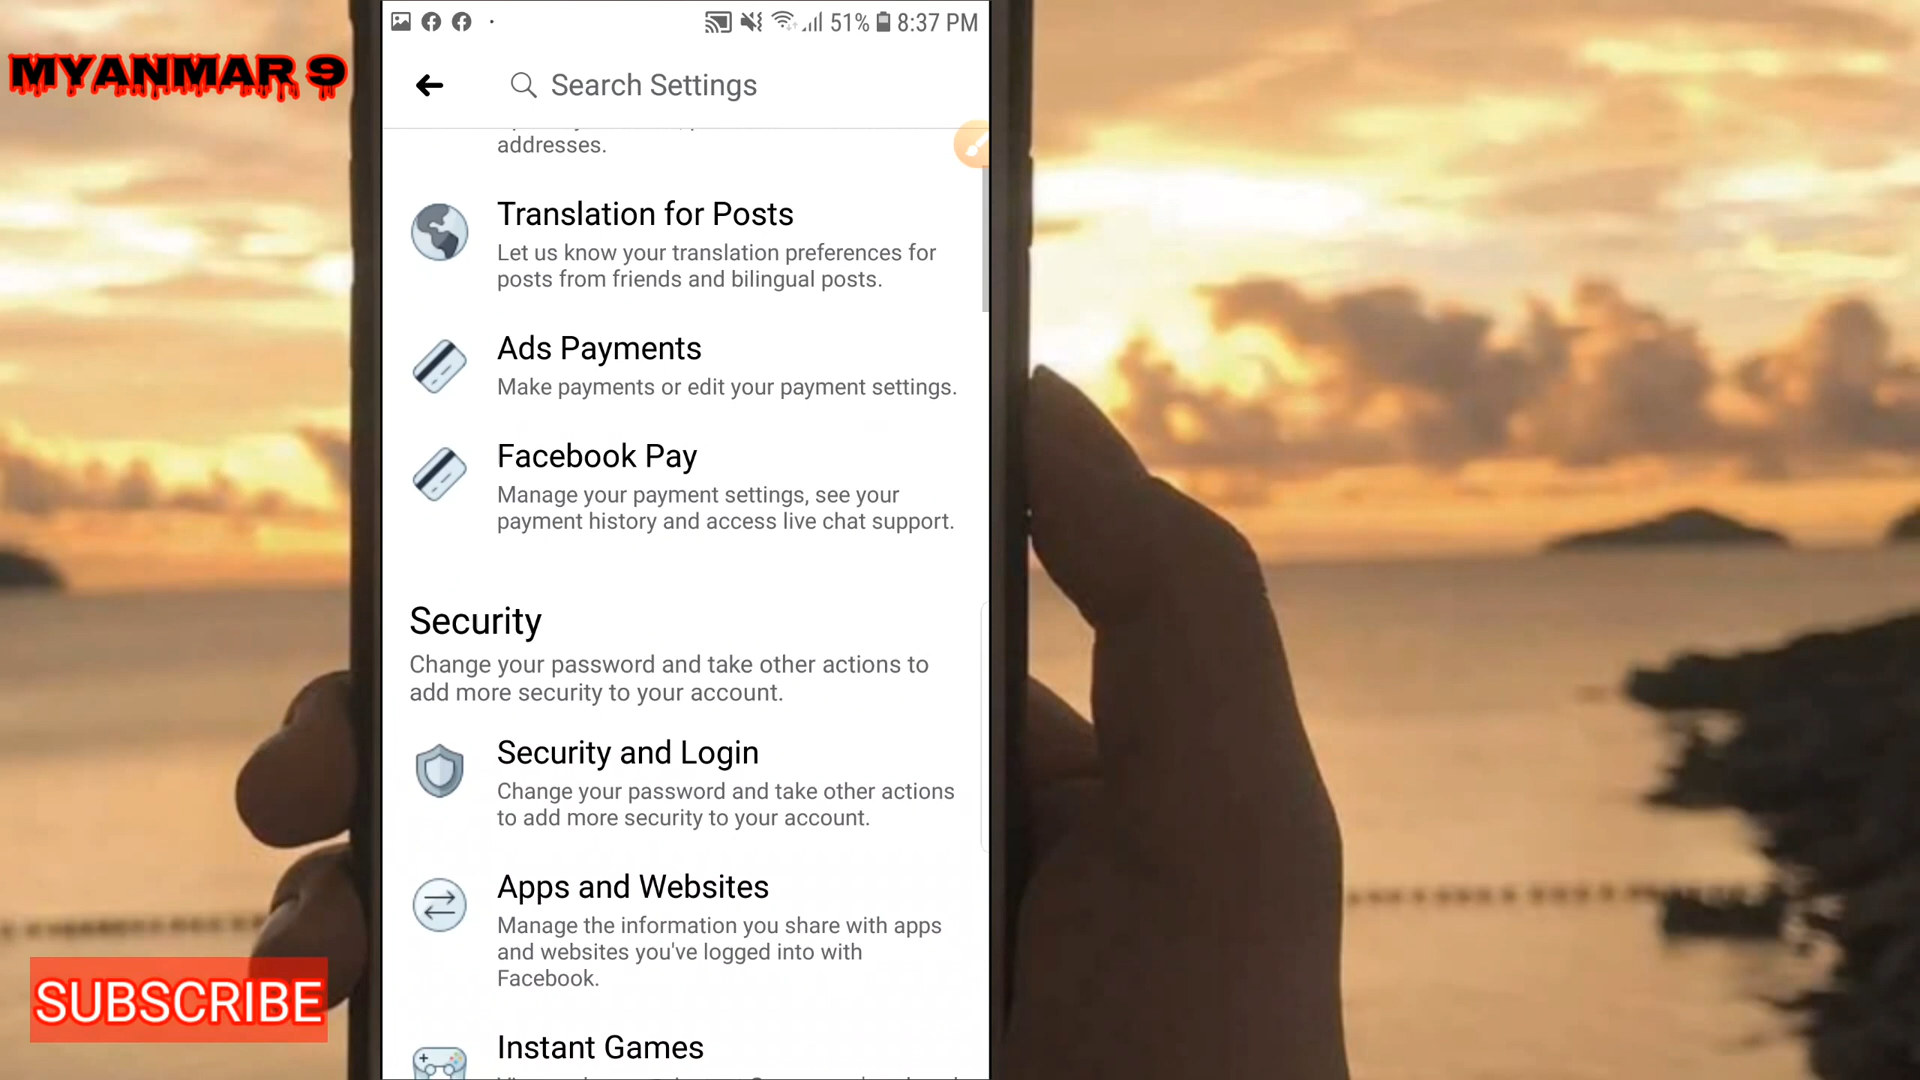 MYANMAR 9
51% 8:37 PM
Search Settings
addresses.
Translation for Posts
Let us know your translation preferences for
posts from friends and bilingual posts.
Ads Payments
Make payments or edit your payment settings.
Facebook Pay
Manage your payment settings, see your
payment history and access live chat support.
Security
Change your password and take other actions to
add more security to your account.
Security and Login
Change your password and take other actions
to add more security to your account.
Apps and Websites
Manage the information you share with apps
and websites you've logged into with
Facebook.
Instant Games
SUBSCRIBE